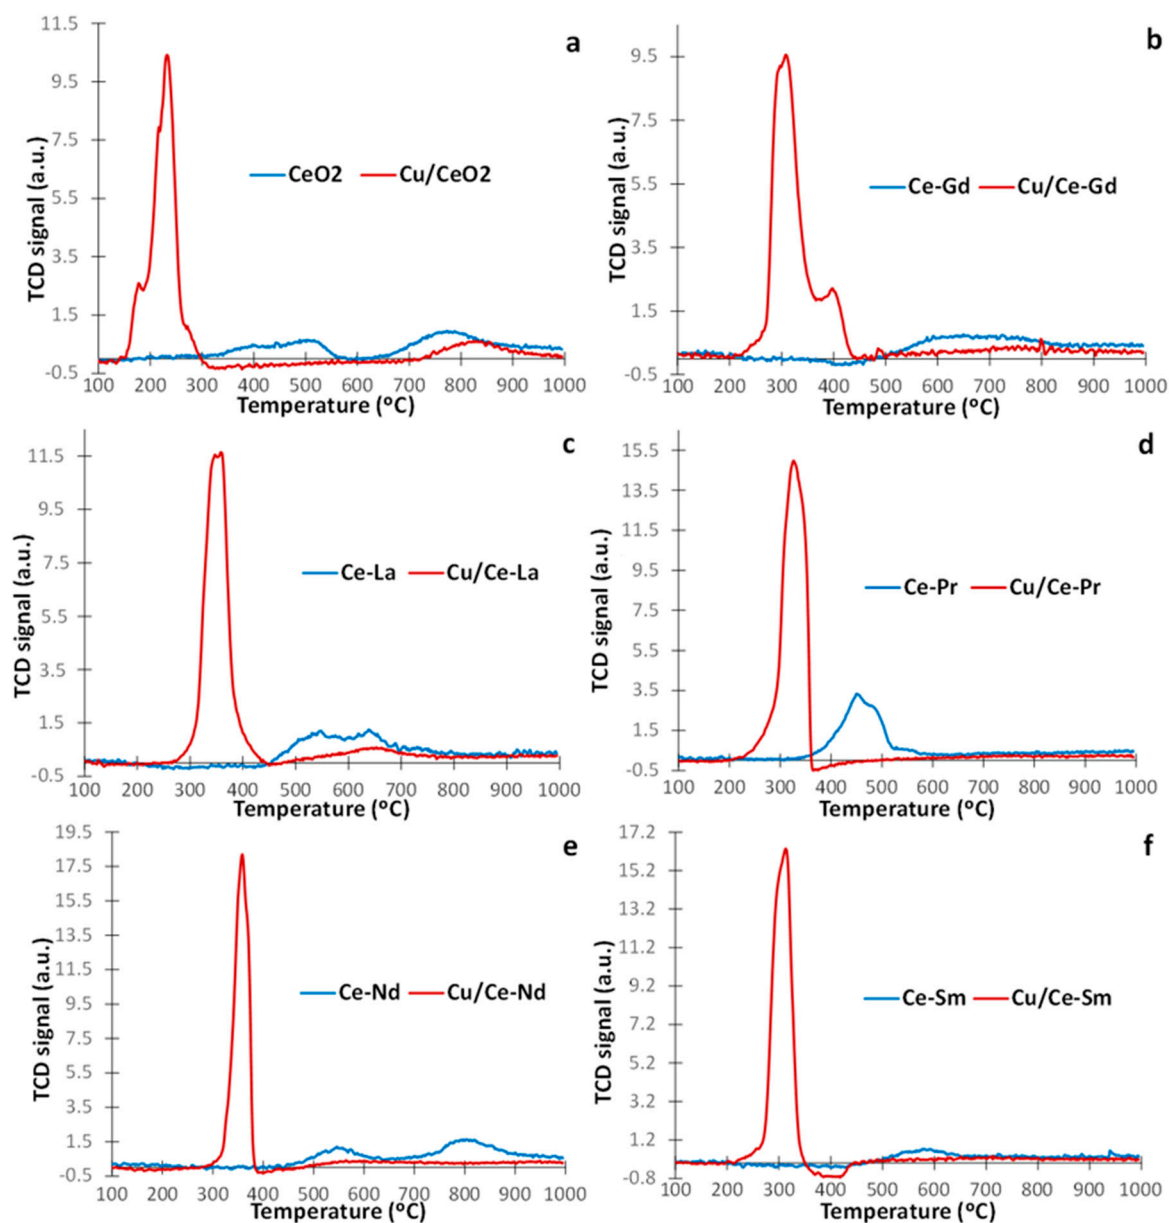 a
11.5
9.5
7.5
5.5
3.5
1.5
-0.5
TCD signal (a.u.)
CeO2 Cu/CeO2
100 200 300 400 500 600 700 800 900 1000
Temperature (ºC)
b
9.5
7.5
5.5
3.5
1.5
-0.5
TCD signal (a.u.)
Ce-Gd Cu/Ce-Gd
100 200 300 400 500 600 700 800 900 1000
Temperature (ºC)
c
11.5
9.5
7.5
5.5
3.5
1.5
-0.5
TCD signal (a.u.)
Ce-La Cu/Ce-La
100 200 300 400 500 600 700 800 900 1000
Temperature (ºC)
d
15.5
13.5
11.5
9.5
7.5
5.5
3.5
1.5
-0.5
TCD signal (a.u.)
Ce-Pr Cu/Ce-Pr
100 200 300 400 500 600 700 800 900 1000
Temperature (ºC)
e
19.5
17.5
15.5
13.5
11.5
9.5
7.5
5.5
3.5
1.5
-0.5
TCD signal (a.u.)
Ce-Nd Cu/Ce-Nd
100 200 300 400 500 600 700 800 900 1000
Temperature (ºC)
f
17.2
15.2
13.2
11.2
9.2
7.2
5.2
3.2
1.2
-0.8
TCD signal (a.u.)
Ce-Sm Cu/Ce-Sm
100 200 300 400 500 600 700 800 900 1000
Temperature (ºC)